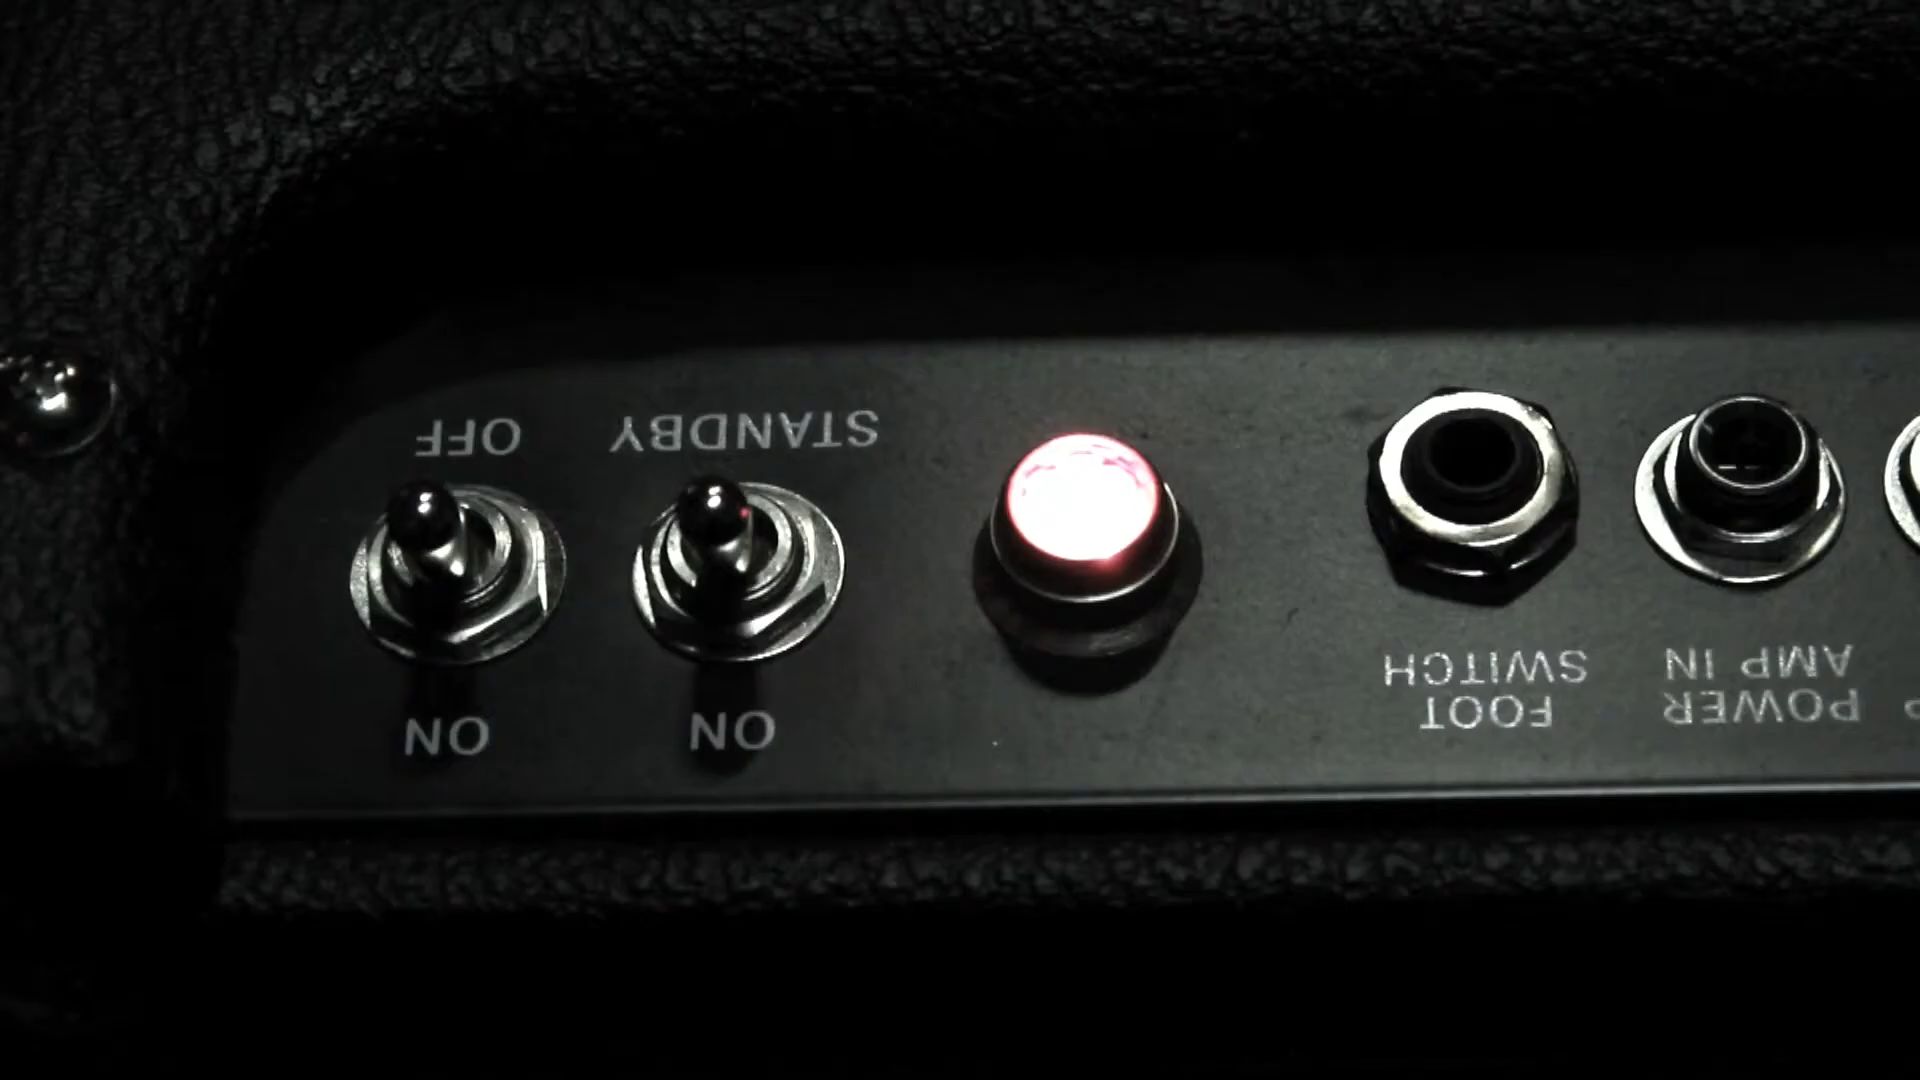 OFF
STANDBY
ON
ON
FOOT
SWITCH
POWER
AMP IN